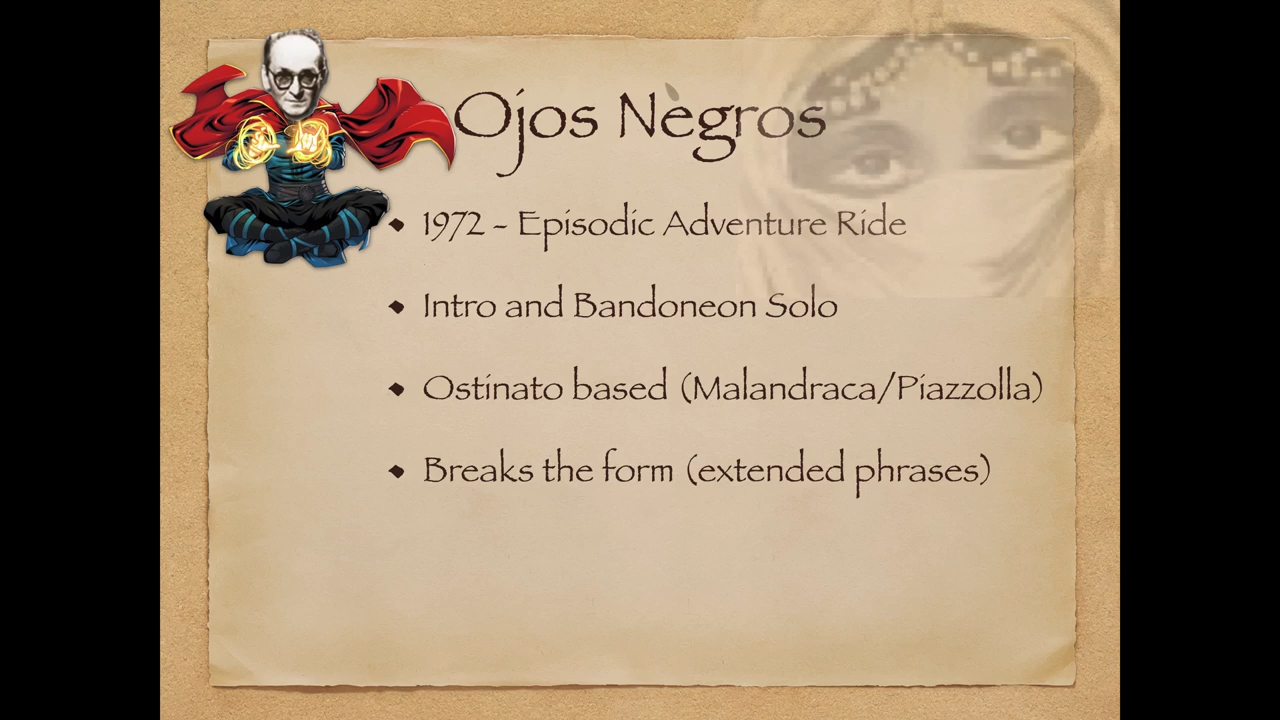 Ojos Negros
• 1972 - Episodic Adventure Ride
• Intro and Bandoneon Solo
• Ostinato based (Malandraca/Piazzolla)
• Breaks the form (extended phrases)